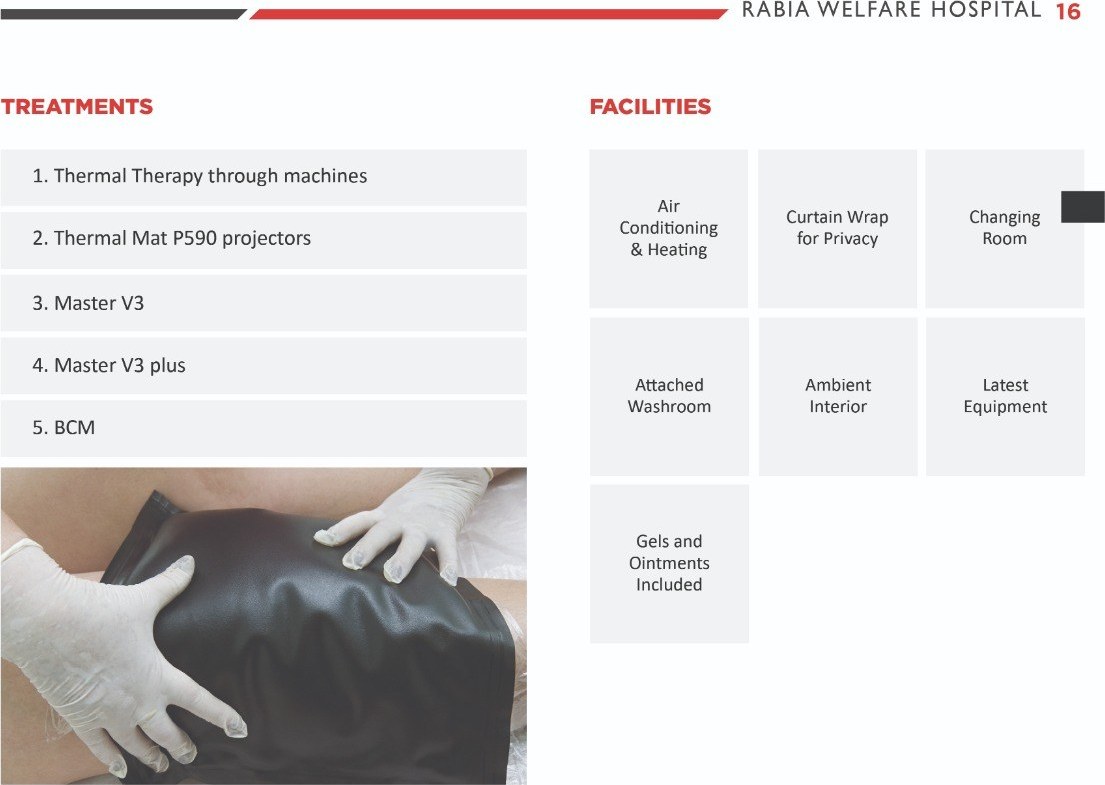 RABIA WELFARE HOSPITAL 16
TREATMENTS
1. Thermal Therapy through machines
2. Thermal Mat P590 projectors
3. Master V3
4. Master V3 plus
5. BCM
FACILITIES
Air
Conditioning
& Heating
Curtain Wrap
for Privacy
Changing
Room
Attached
Washroom
Ambient
Interior
Latest
Equipment
Gels and
Ointments
Included